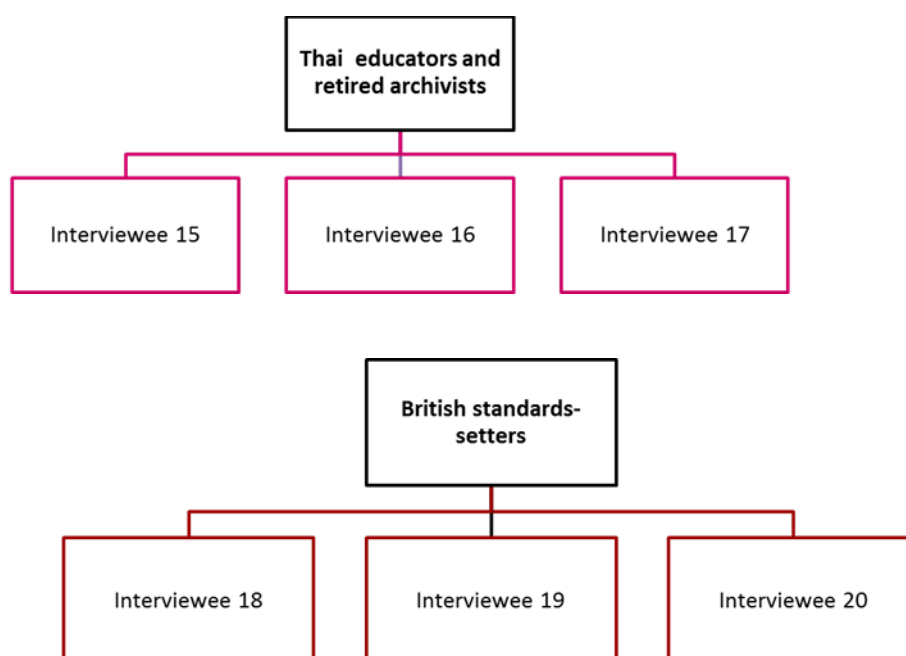 Thai educators and
retired archivists
Interviewee 15
Interviewee 16
Interviewee 17
British standards-
setters
Interviewee 18
Interviewee 19
Interviewee 20